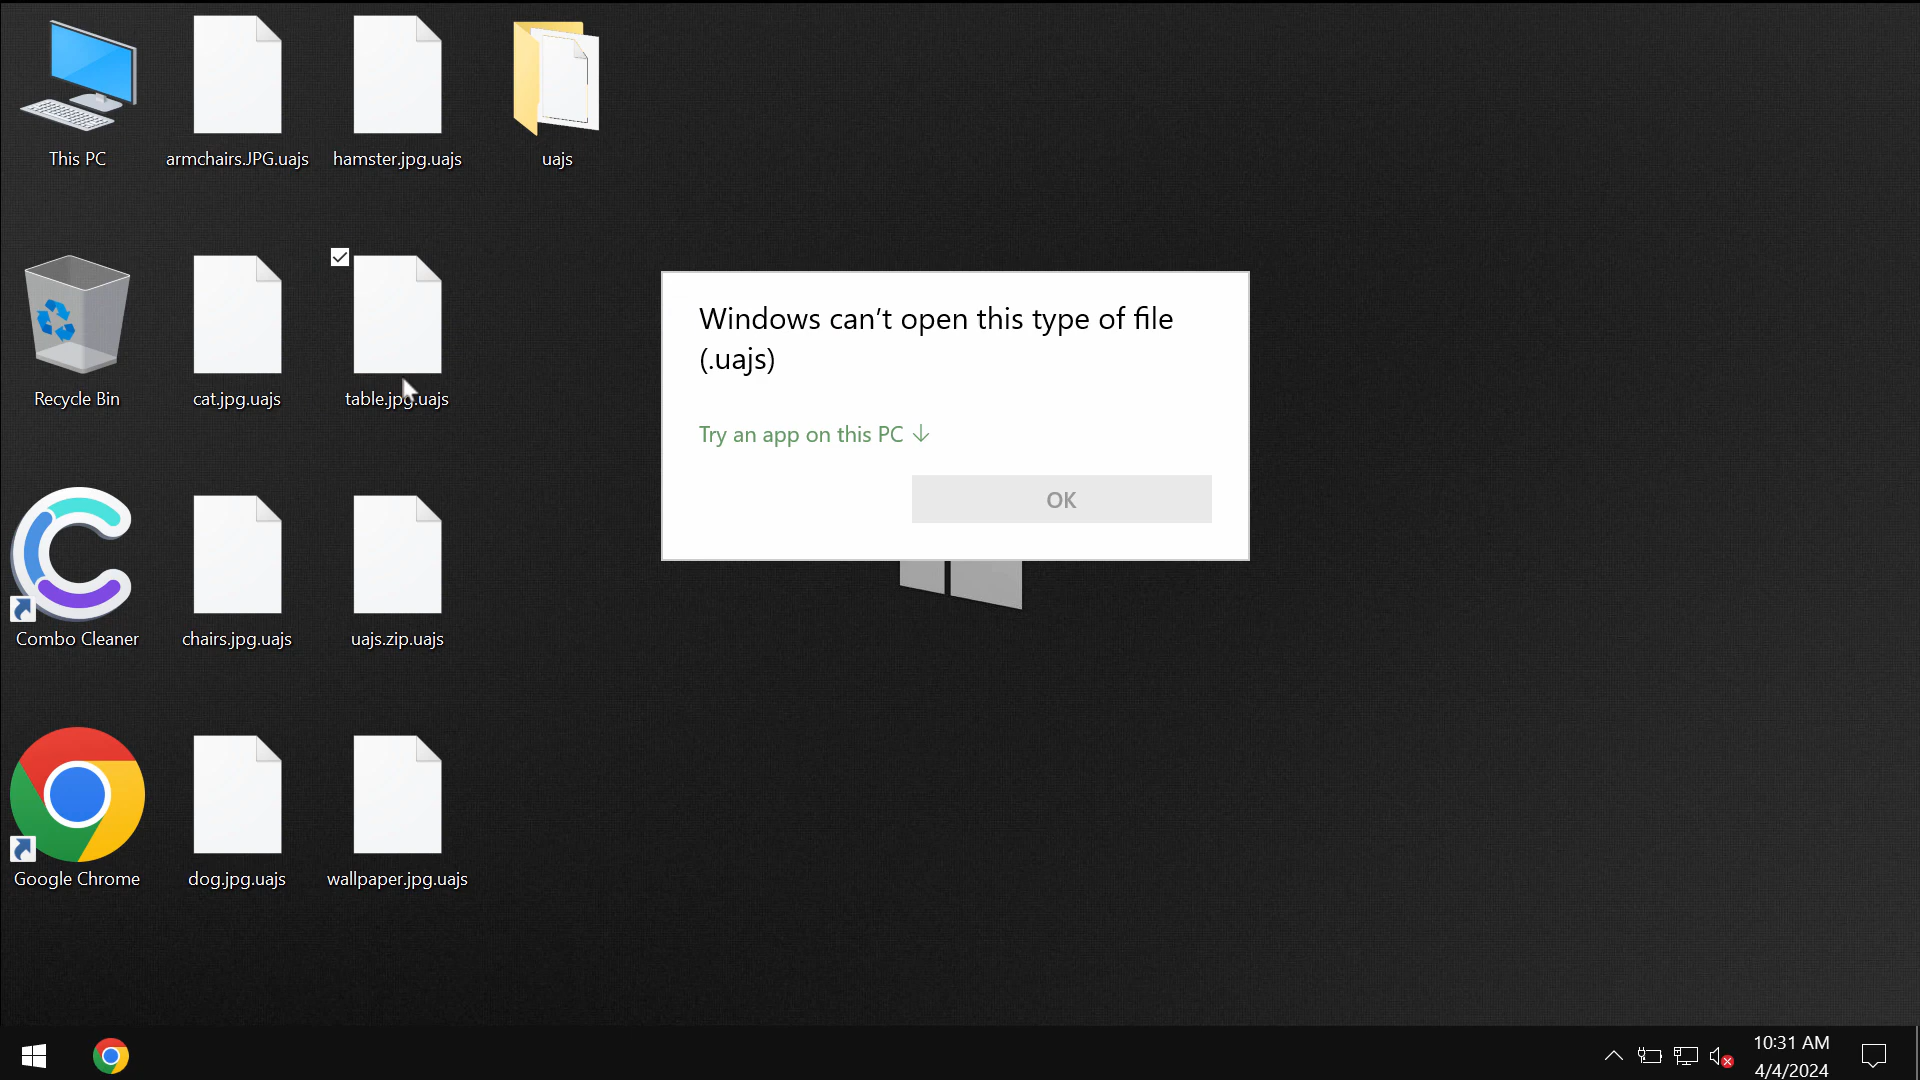 This PC
armchairs.JPG.uajs
hamster.jpg.uajs
uajs
Recycle Bin
cat.jpg.uajs
table.jpg.uajs
Windows can't open this type of file
(.uajs)
Try an app on this PC ↓
OK
Combo Cleaner
chairs.jpg.uajs
uajs.zip.uajs
Google Chrome
dog.jpg.uajs
wallpaper.jpg.uajs
10:31 AM
4/4/2024